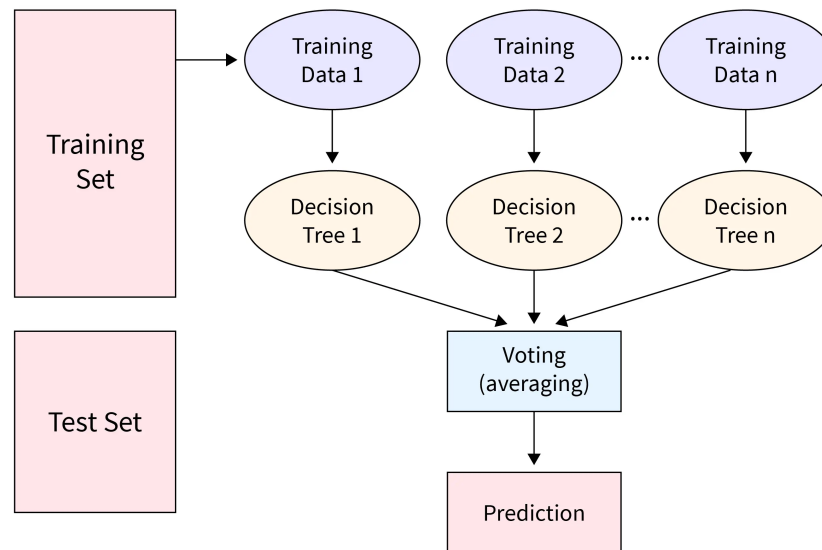 Training
Data 1
Training
Data 2
...
Training
Data n
Training
Set
Decision
Tree 1
Decision
Tree 2
...
Decision
Tree n
Voting
(averaging)
Test Set
Prediction